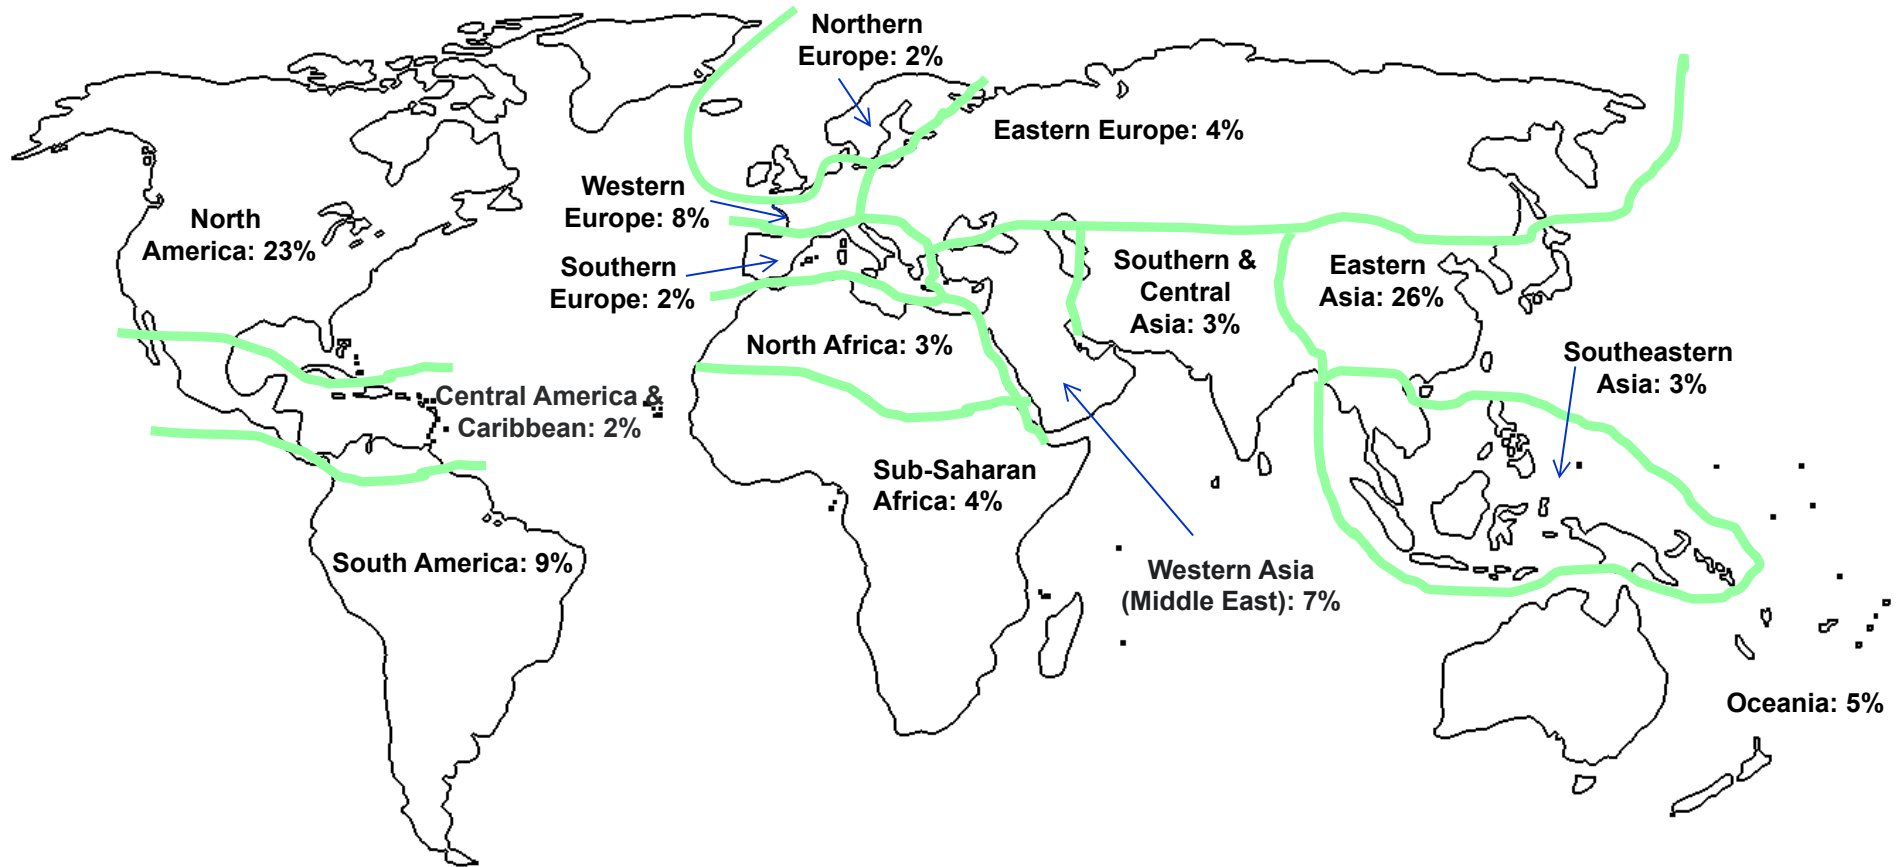 Northern
Europe: 2%
Eastern Europe: 4%
Western
Europe: 8%
North
America: 23%
Southern
Europe: 2%
Southern &
Central
Asia: 3%
Eastern
Asia: 26%
North Africa: 3%
Southeastern
Asia: 3%
Central America &
Caribbean: 2%
Sub-Saharan
Africa: 4%
South America: 9%
Western Asia
(Middle East): 7%
Oceania: 5%